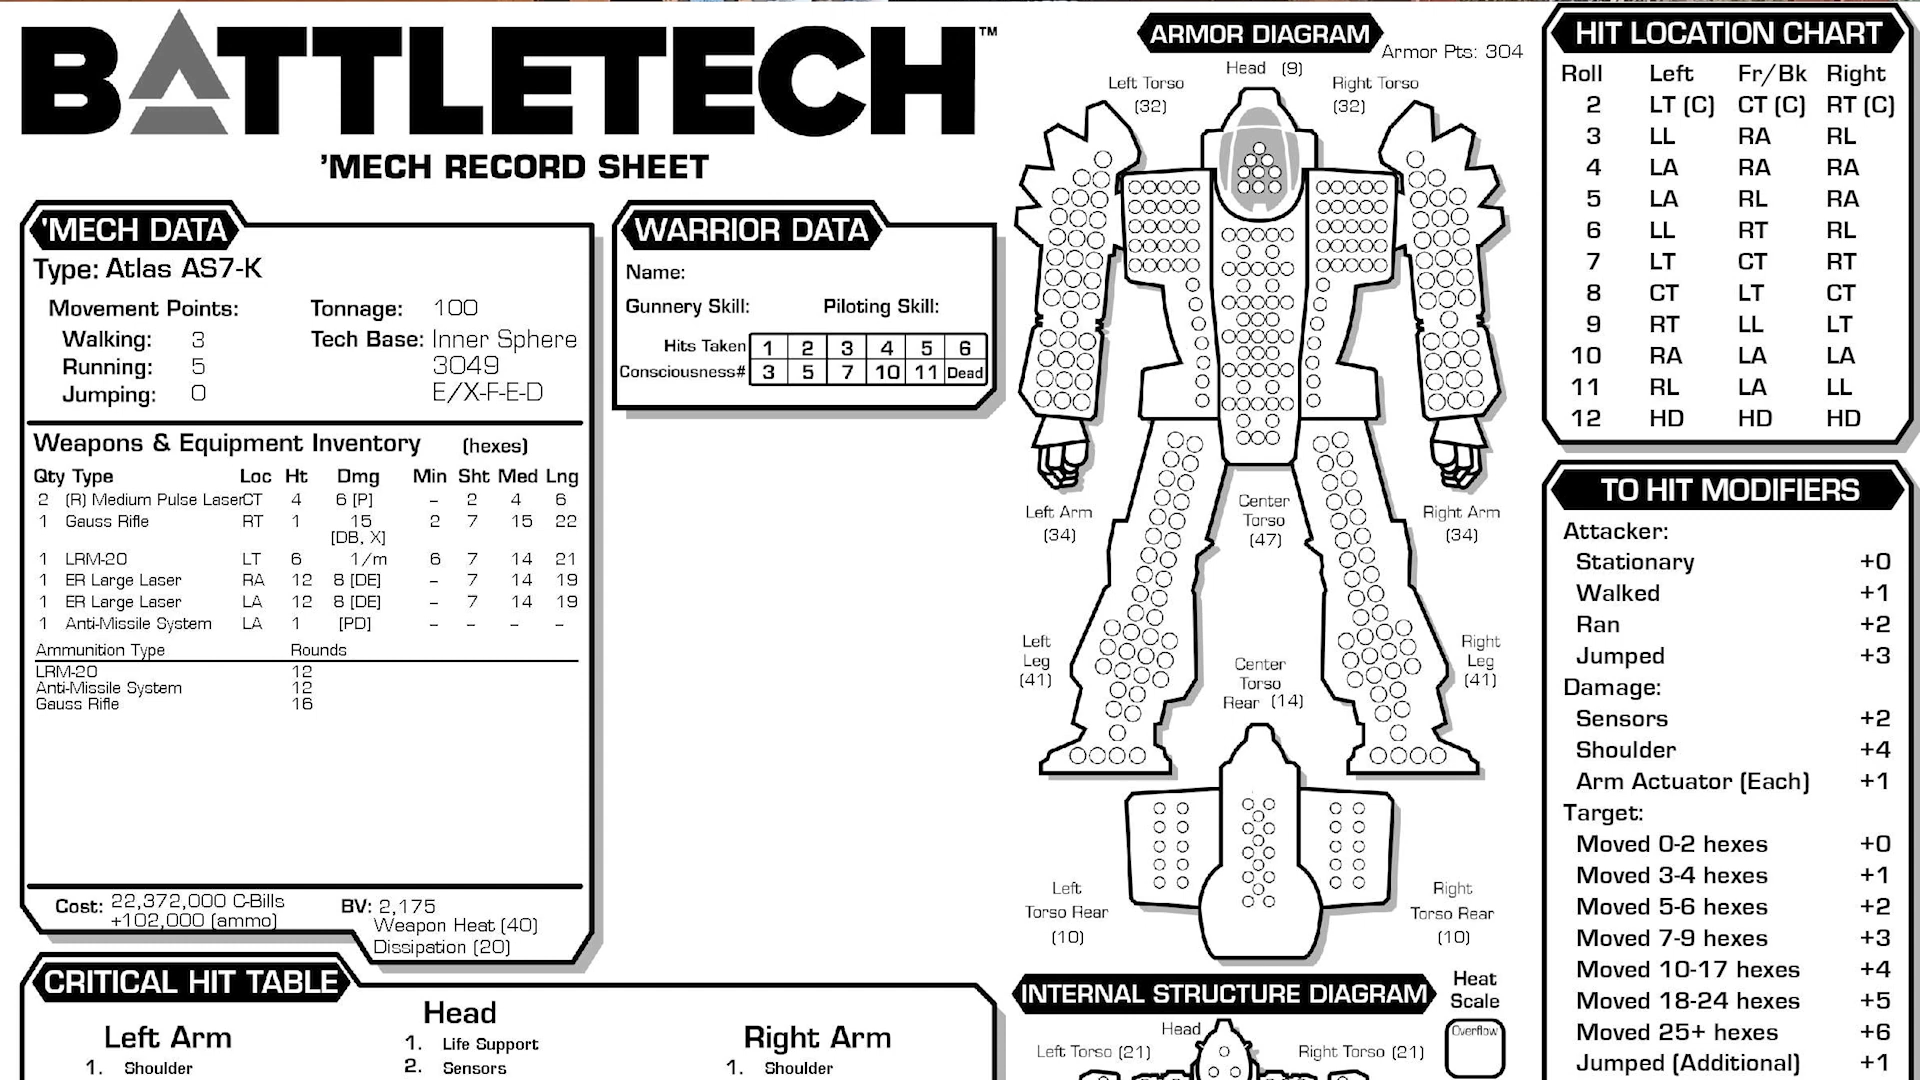 BATTLETECH™
'MECH RECORD SHEET
'MECH DATA
Type: Atlas AS7-K
Movement Points: Tonnage: 100
Walking: 3 Tech Base: Inner Sphere
Running: 5 3049
Jumping: 0 E/X-F-E-D
Weapons & Equipment Inventory (hexes)
Qty Type Loc Ht Dmg Min Sht Med Lng
2 (R) Medium Pulse Laser CT 4 6 [P] – 2 4 6
1 Gauss Rifle RT 1 15 2 7 15 22
[DB, X]
1 LRM-20 LT 6 1/m 6 7 14 21
1 ER Large Laser RA 12 8 [DE] – 7 14 19
1 ER Large Laser LA 12 8 [DE] – 7 14 19
1 Anti-Missile System LA 1 [PD] – – – –
Ammunition Type Rounds
LRM-20 12
Anti-Missile System 12
Gauss Rifle 16
Cost: 22,372,000 C-Bills
+102,000 (ammo)
BV: 2,175
Weapon Heat (40)
Dissipation (20)
WARRIOR DATA
Name:
Gunnery Skill: Piloting Skill:
Hits Taken 1 2 3 4 5 6
Consciousness# 3 5 7 10 11 Dead
CRITICAL HIT TABLE
Left Arm
1. Shoulder
Head
1. Life Support
2. Sensors
Right Arm
1. Shoulder
ARMOR DIAGRAM
Armor Pts: 304
Head (9)
Left Torso
(32)
Right Torso
(32)
Left Arm
(34)
Center
Torso
(47)
Right Arm
(34)
Left
Leg
(41)
Center
Torso
Rear (14)
Right
Leg
(41)
Left
Torso Rear
(10)
Right
Torso Rear
(10)
INTERNAL STRUCTURE DIAGRAM
Head
Left Torso (21)
Right Torso (21)
Heat
Scale
Overflow
HIT LOCATION CHART
Roll Left Fr/Bk Right
2 LT (C) CT (C) RT (C)
3 LL RA RL
4 LA RA RA
5 LA RL RA
6 LL RT RL
7 LT CT RT
8 CT LT CT
9 RT LL LT
10 RA LA LA
11 RL LA LL
12 HD HD HD
TO HIT MODIFIERS
Attacker:
Stationary +0
Walked +1
Ran +2
Jumped +3
Damage:
Sensors +2
Shoulder +4
Arm Actuator (Each) +1
Target:
Moved 0-2 hexes +0
Moved 3-4 hexes +1
Moved 5-6 hexes +2
Moved 7-9 hexes +3
Moved 10-17 hexes +4
Moved 18-24 hexes +5
Moved 25+ hexes +6
Jumped (Additional) +1